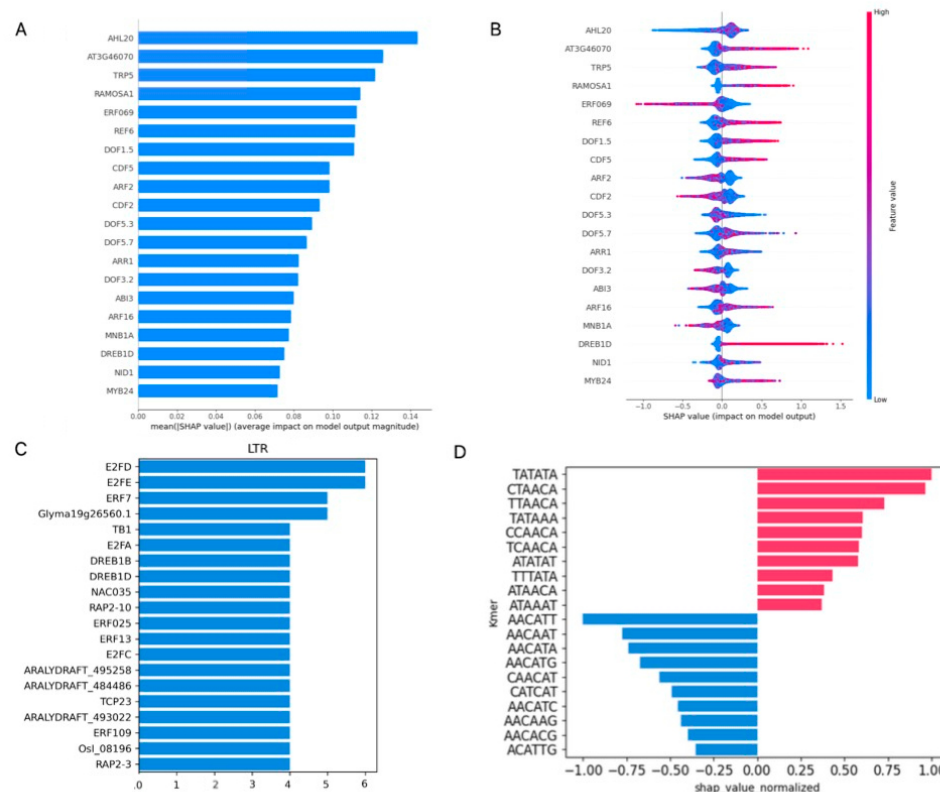 A
AHL20
AT3G46070
TRP5
RAMOSA1
ERF069
REF6
DOF1.5
CDF5
ARF2
CDF2
DOF5.3
DOF5.7
ARR1
DOF3.2
ABI3
ARF16
MNB1A
DREB1D
NID1
MYB24
0.00 0.02 0.04 0.06 0.08 0.10 0.12 0.14
mean(|SHAP value|) (average impact on model output magnitude)
B
AHL20
AT3G46070
TRP5
RAMOSA1
ERF069
REF6
DOF1.5
CDF5
ARF2
CDF2
DOF5.3
DOF5.7
ARR1
DOF3.2
ABI3
ARF16
MNB1A
DREB1D
NID1
MYB24
−1.0 −0.5 0.0 0.5 1.0 1.5
SHAP value (impact on model output)
High
Feature value
Low
C
LTR
E2FD
E2FE
ERF7
Glyma19g26560.1
TB1
E2FA
DREB1B
DREB1D
NAC035
RAP2-10
ERF025
ERF13
E2FC
ARALYDRAFT_495258
ARALYDRAFT_484486
TCP23
ARALYDRAFT_493022
ERF109
OsI_08196
RAP2-3
0 1 2 3 4 5 6
D
Kmer
TATATA
CTAACA
TTAACA
TATAAA
CCAACA
TCAACA
ATATAT
TTTATA
ATAACA
ATAAAT
AACATT
AACAAT
AACATA
AACATG
CAACAT
CATCAT
AACATC
AACAAG
AACACG
ACATTG
−1.00 −0.75 −0.50 −0.25 0.00 0.25 0.50 0.75 1.00
shap_value_normalized